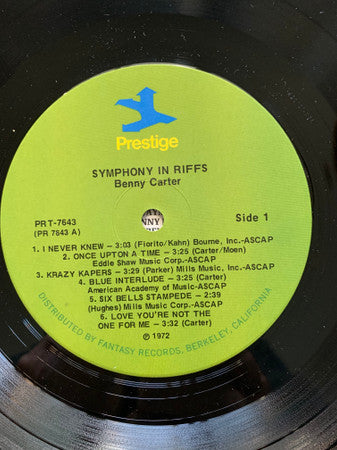 Prestige
SYMPHONY IN RIFFS
Benny Carter
PRT-7643
(PR 7643 A)
Side 1
1. I NEVER KNEW – 3:03 (Fiorito/Kahn) Bourne, Inc.-ASCAP
2. ONCE UPON A TIME – 3:25 (Carter/Moen)
Eddie Shaw Music Corp.-ASCAP
3. KRAZY KAPERS – 3:29 (Parker) Mills Music, Inc.-ASCAP
4. BLUE INTERLUDE – 3:25 (Carter)
American Academy of Music-ASCAP
5. SIX BELLS STAMPEDE – 2:39
(Hughes) Mills Music Corp.-ASCAP
6. LOVE YOU'RE NOT THE
ONE FOR ME – 3:32 (Carter)
℗ 1972
DISTRIBUTED BY FANTASY RECORDS, BERKELEY, CALIFORNIA